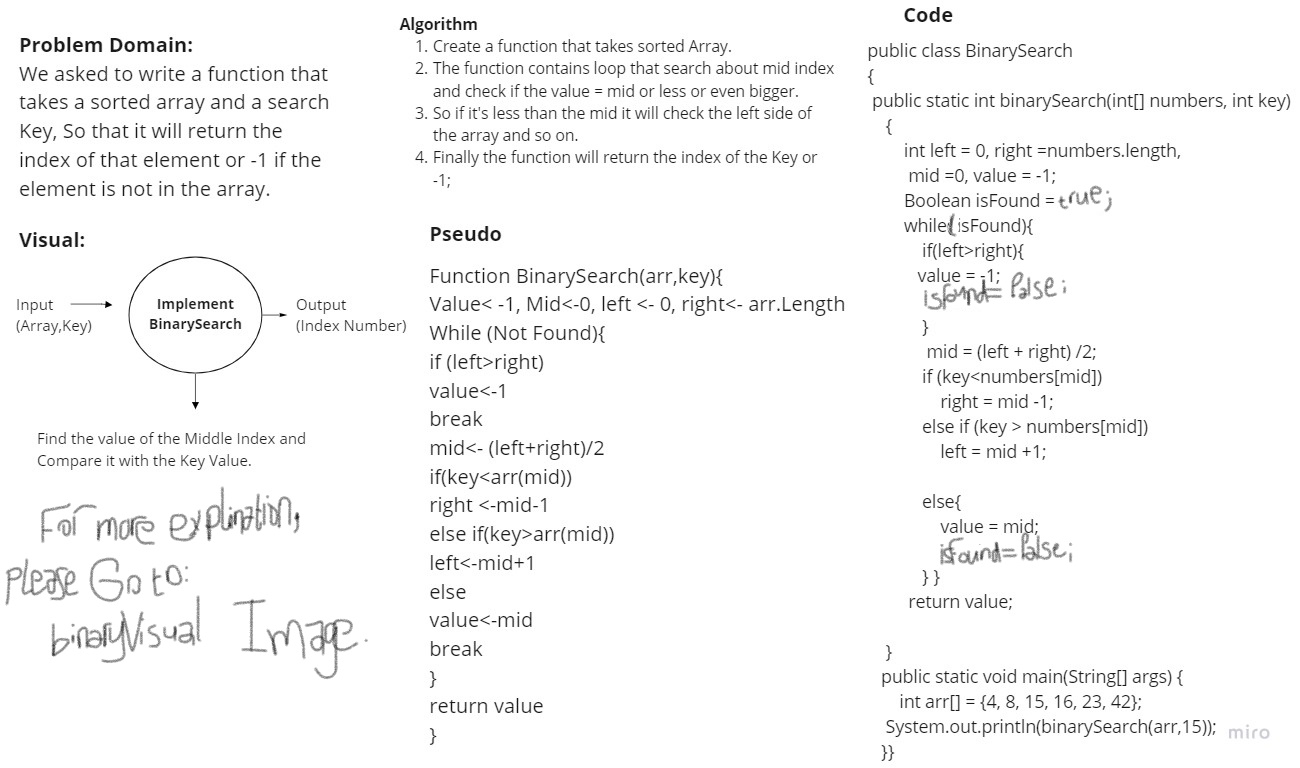 Problem Domain:
We asked to write a function that
takes a sorted array and a search
Key, So that it will return the
index of that element or -1 if the
element is not in the array.
Visual:
Input
(Array,Key)
Implement
BinarySearch
Output
(Index Number)
Find the value of the Middle Index and
Compare it with the Key Value.
For more explination,
please Go to:
binaryVisual Image.
Algorithm
1. Create a function that takes sorted Array.
2. The function contains loop that search about mid index
and check if the value = mid or less or even bigger.
3. So if it's less than the mid it will check the left side of
the array and so on.
4. Finally the function will return the index of the Key or
-1;
Pseudo
Function BinarySearch(arr,key){
Value< -1, Mid<-0, left <- 0, right<- arr.Length
While (Not Found){
if (left>right)
value<-1
break
mid<- (left+right)/2
if(key<arr(mid))
right <-mid-1
else if(key>arr(mid))
left<-mid+1
else
value<-mid
break
}
return value
}
Code
public class BinarySearch
{
public static int binarySearch(int[] numbers, int key)
{
int left = 0, right =numbers.length,
mid =0, value = -1;
Boolean isFound = true;
while(isFound){
if(left>right){
value = -1;
isfound= false;
}
mid = (left + right) /2;
if (key<numbers[mid])
right = mid -1;
else if (key > numbers[mid])
left = mid +1;
else{
value = mid;
isFound=false;
} }
return value;
}
public static void main(String[] args) {
int arr[] = {4, 8, 15, 16, 23, 42};
System.out.println(binarySearch(arr,15));
}}
miro